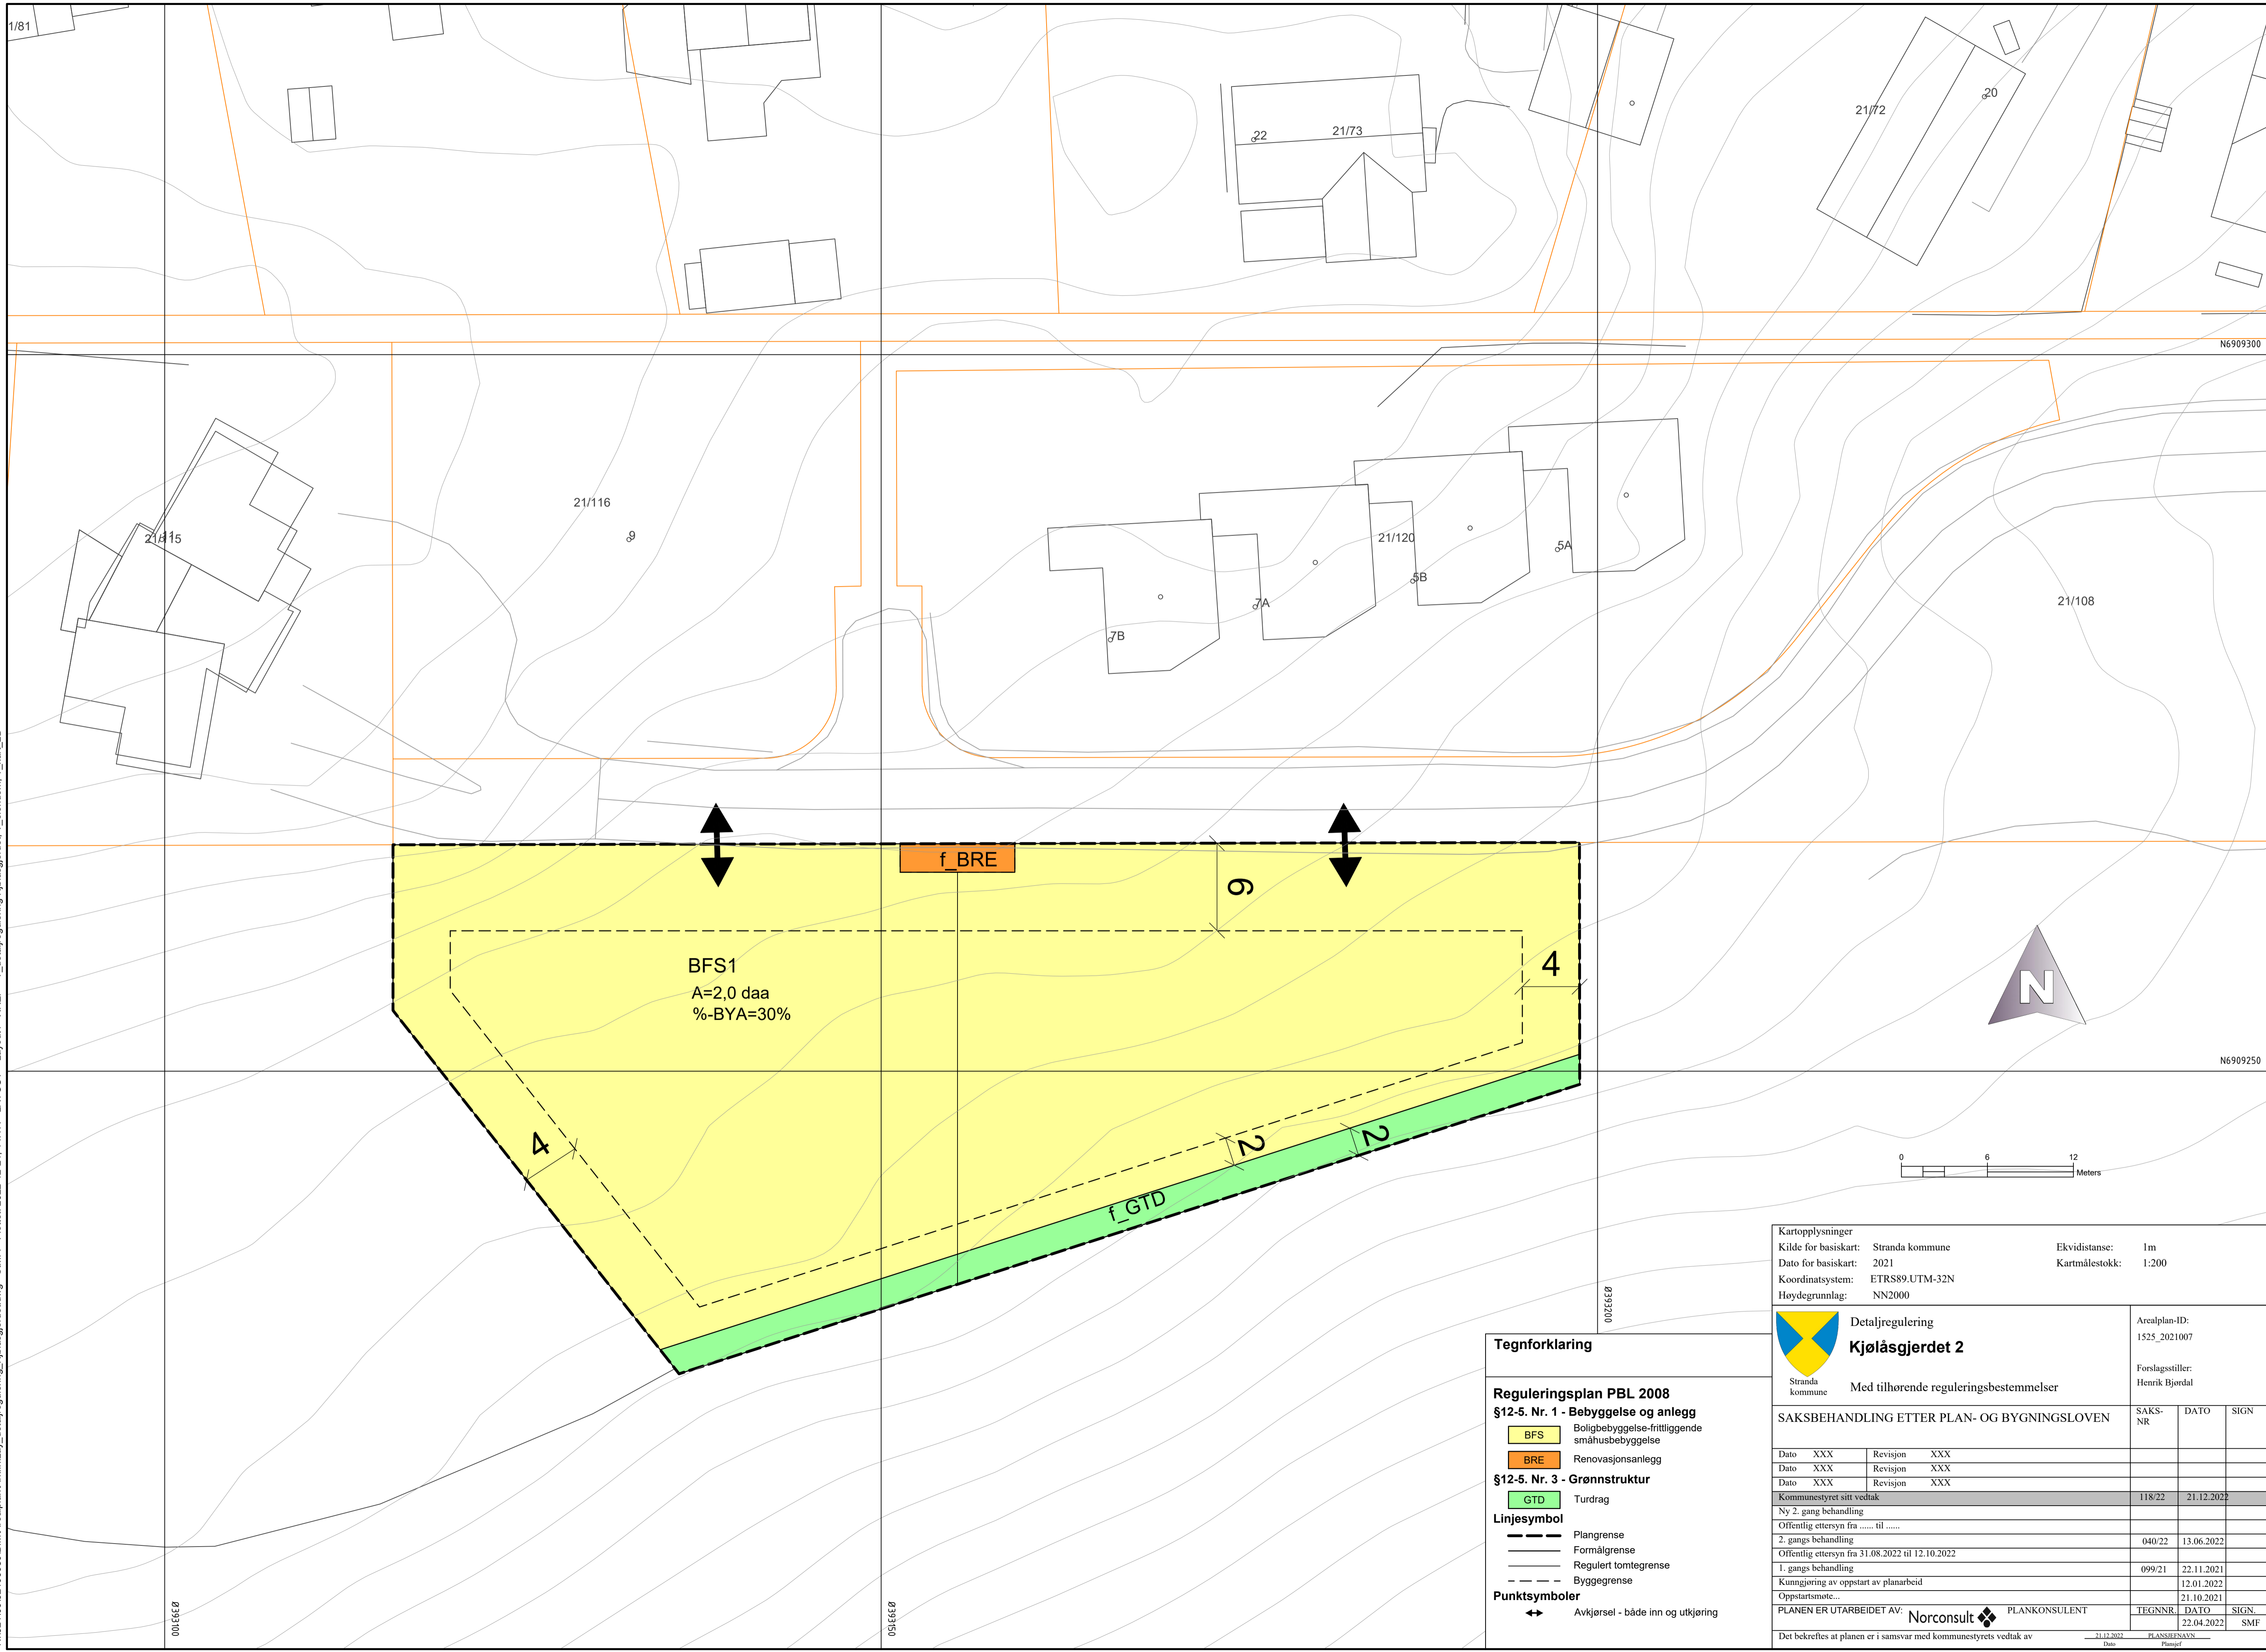 1/81
22
21/73
21/72
20
N6909300
21/116
9
21/115
11
21/120
5A
5B
7A
7B
21/108
f_BRE
6
BFS1
A=2,0 daa
%-BYA=30%
4
N
N6909250
4
2
2
f_GTD
0 6 12
Meters
Ø393100
Ø393150
Ø393200
Tegnforklaring
Reguleringsplan PBL 2008
§12-5. Nr. 1 - Bebyggelse og anlegg
BFS Boligbebyggelse-frittliggende
småhusbebyggelse
BRE Renovasjonsanlegg
§12-5. Nr. 3 - Grønnstruktur
GTD Turdrag
Linjesymbol
Plangrense
Formålgrense
Regulert tomtegrense
Byggegrense
Punktsymboler
Avkjørsel - både inn og utkjøring
Kartopplysninger
Kilde for basiskart: Stranda kommune Ekvidistanse: 1m
Dato for basiskart: 2021 Kartmålestokk: 1:200
Koordinatsystem: ETRS89.UTM-32N
Høydegrunnlag: NN2000
Stranda
kommune
Detaljregulering
Kjølåsgjerdet 2
Med tilhørende reguleringsbestemmelser
Arealplan-ID:
1525_2021007
Forslagsstiller:
Henrik Bjørdal
SAKSBEHANDLING ETTER PLAN- OG BYGNINGSLOVEN SAKS-
NR DATO SIGN
Dato XXX Revisjon XXX
Dato XXX Revisjon XXX
Dato XXX Revisjon XXX
Kommunestyret sitt vedtak 118/22 21.12.2022
Ny 2. gang behandling
Offentlig ettersyn fra ...... til ......
2. gangs behandling 040/22 13.06.2022
Offentlig ettersyn fra 31.08.2022 til 12.10.2022
1. gangs behandling 099/21 22.11.2021
Kunngjøring av oppstart av planarbeid 12.01.2022
Oppstartsmøte... 21.10.2021
PLANEN ER UTARBEIDET AV: Norconsult PLANKONSULENT TEGNNR. DATO SIGN.
22.04.2022 SMF
Det bekreftes at planen er i samsvar med kommunestyrets vedtak av 21.12.2022 PLANSJEFNAVN
Dato Plansjef